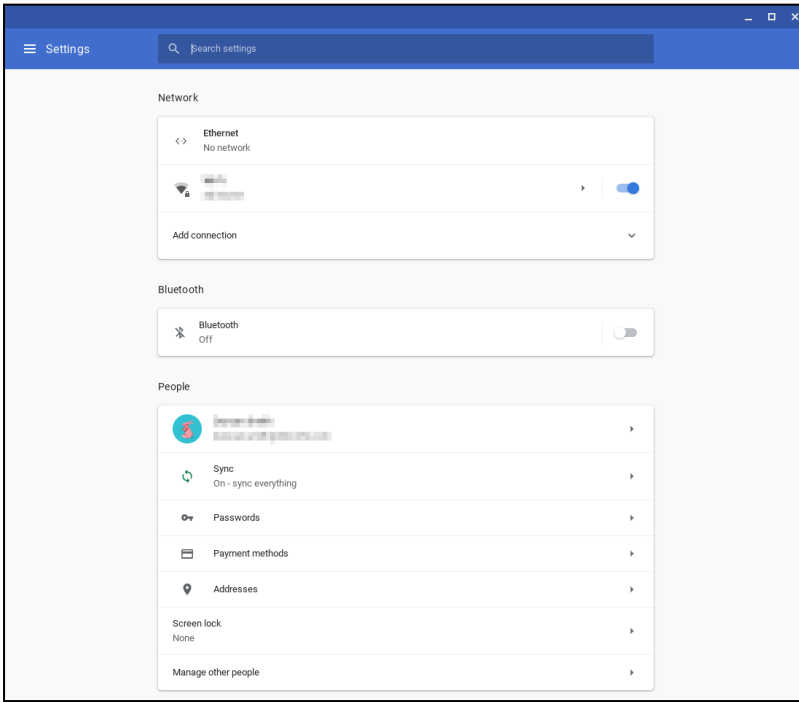 Settings
Search settings
Network
Ethernet
No network
Add connection
Bluetooth
Bluetooth
Off
People
Sync
On - sync everything
Passwords
Payment methods
Addresses
Screen lock
None
Manage other people